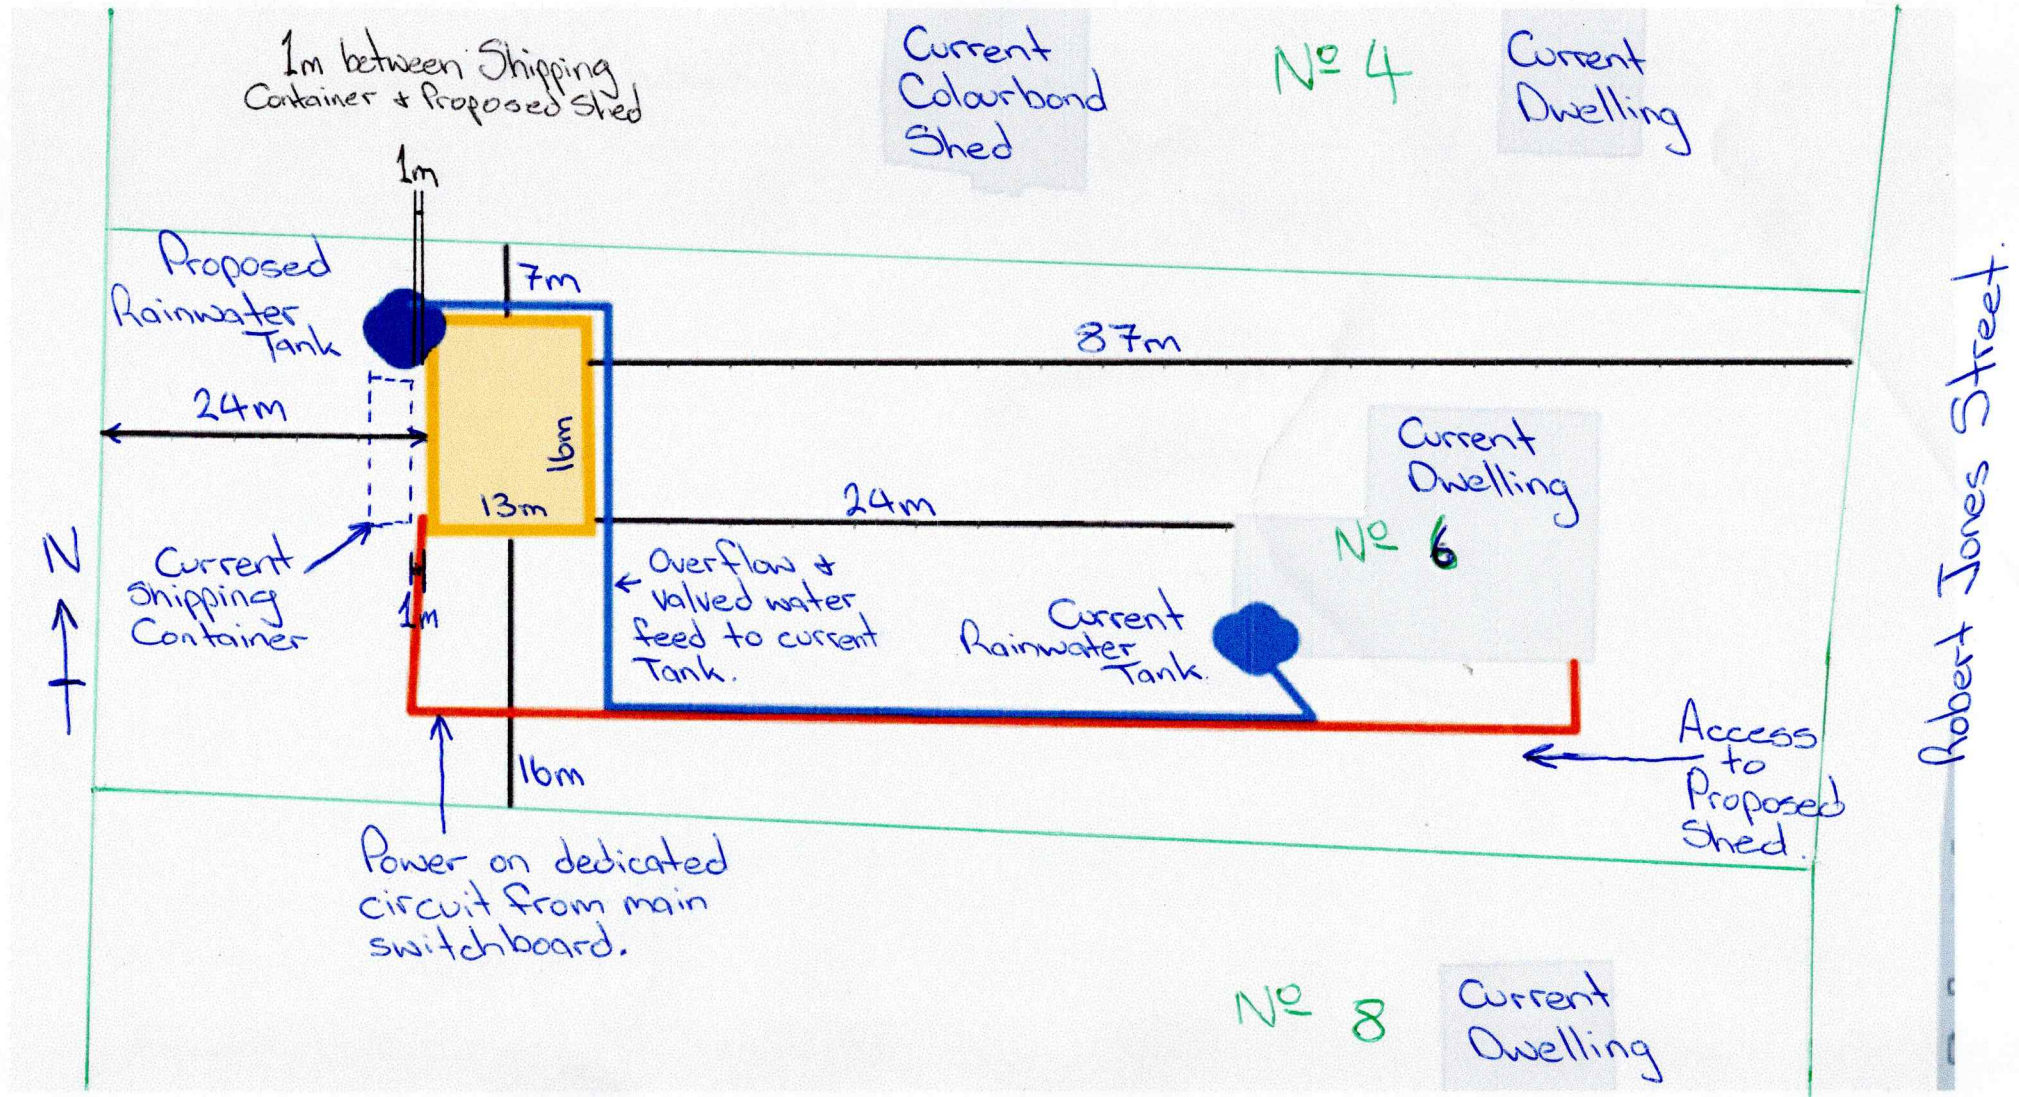 1m between Shipping
Container & Proposed Shed
1m
Current
Colourbond
Shed
Nº 4
Current
Dwelling
Proposed
Rainwater
Tank
7m
87m
24m
16m
13m
24m
Current
Dwelling
Nº 6
Robert Jones Street.
N
Current
Shipping
Container
1m
Overflow &
valved water
feed to current
Tank.
Current
Rainwater
Tank.
16m
Access
to
Proposed
Shed.
Power on dedicated
circuit from main
switchboard.
Nº 8
Current
Dwelling